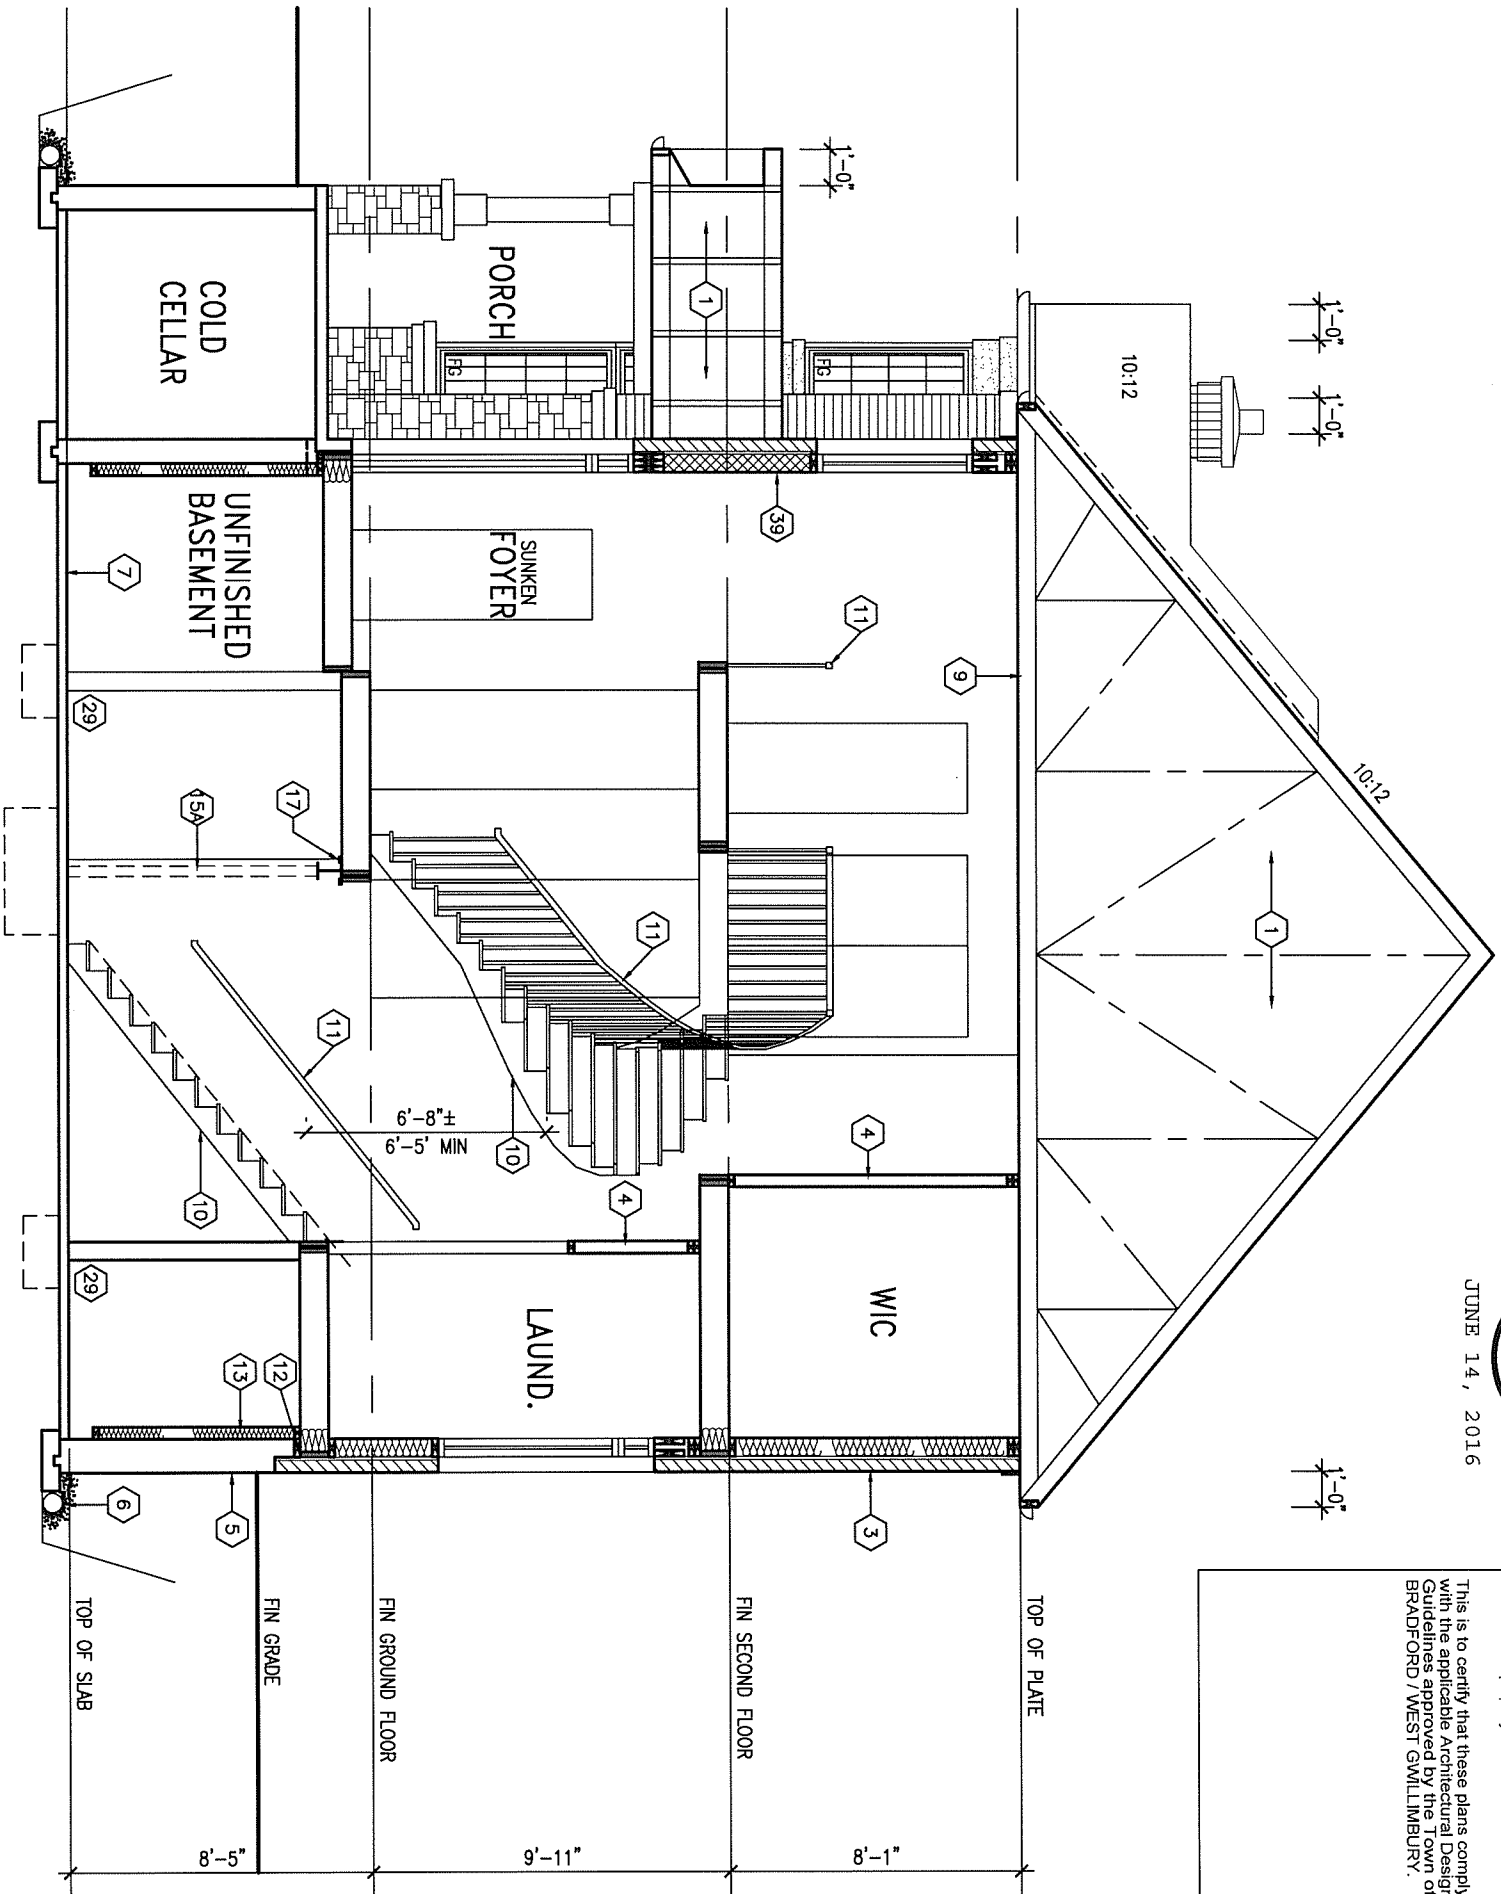 JUNE 14, 2016
This is to certify that these plans comply
with the applicable Architectural Design
Guidelines approved by the Town of
BRADFORD / WEST GWILLIMBURY.
1'-0"
1'-0"
1'-0"
1'-0"
10:12
10:12
1
1
9
TOP OF PLATE
8'-1"
11
4
WIC
3
39
FG
FIN SECOND FLOOR
PORCH
FG
SUNKEN
FOYER
11
10
4
LAUND.
9'-11"
6'-8"±
6'-5' MIN
FIN GROUND FLOOR
COLD
CELLAR
UNFINISHED
BASEMENT
17
15A
11
10
12
13
FIN GRADE
8'-5"
7
29
29
5
6
TOP OF SLAB